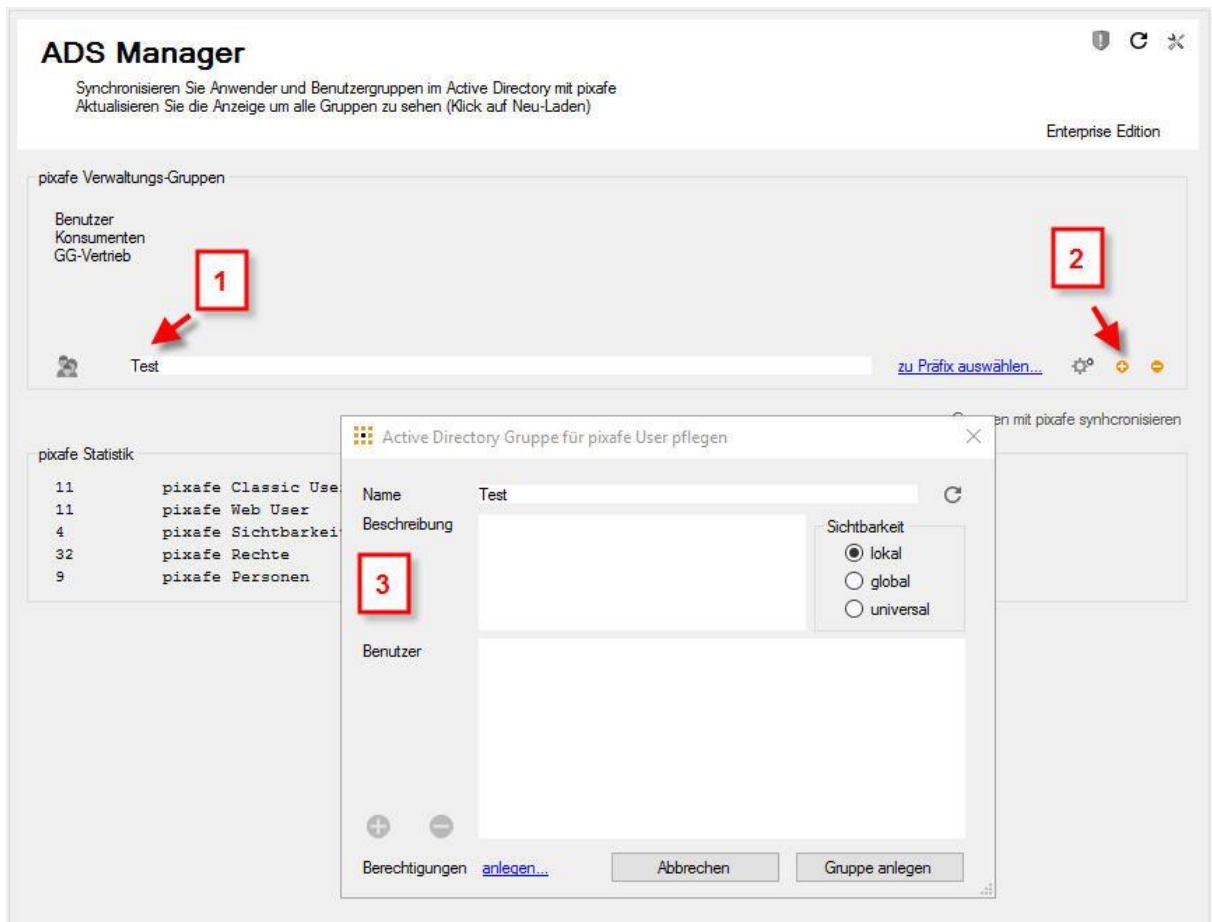 ADS Manager
Synchronisieren Sie Anwender und Benutzergruppen im Active Directory mit pixafe
Aktualisieren Sie die Anzeige um alle Gruppen zu sehen (Klick auf Neu-Laden)
Enterprise Edition
pixafe Verwaltungs-Gruppen
Benutzer
Konsumenten
GG-Vertrieb
1
2
Test
zu Präfix auswählen...
mit pixafe synhcronisieren
pixafe Statistik
11 pixafe Classic
11 pixafe Web User
4 pixafe
32 pixafe Rechte
9 pixafe Personen
Active Directory Gruppe für pixafe User pflegen
Name
Test
Beschreibung
3
Sichtbarkeit
lokal
global
universal
Benutzer
Berechtigungen
anlegen...
Abbrechen
Gruppe anlegen